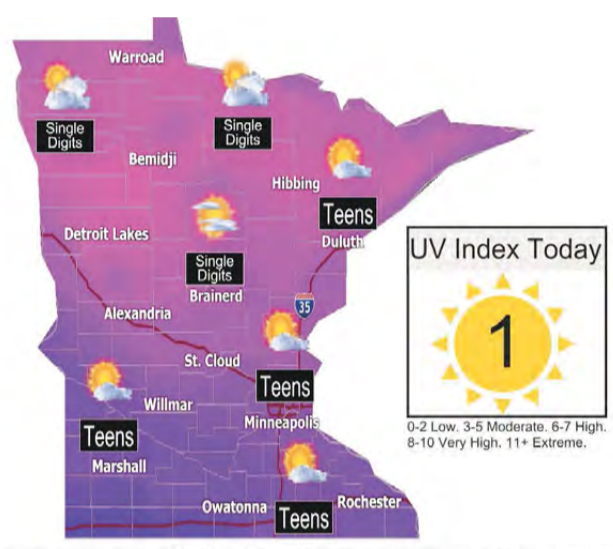 Warroad
Single
Digits
Single
Digits
Bemidji
Hibbing
Teens
Detroit Lakes
Duluth
Single
Digits
Brainerd
Alexandria
35
St. Cloud
Teens
Willmar
Minneapolis
Teens
Marshall
Owatonna
Rochester
Teens
UV Index Today
1
0-2 Low. 3-5 Moderate. 6-7 High.
8-10 Very High. 11+ Extreme.